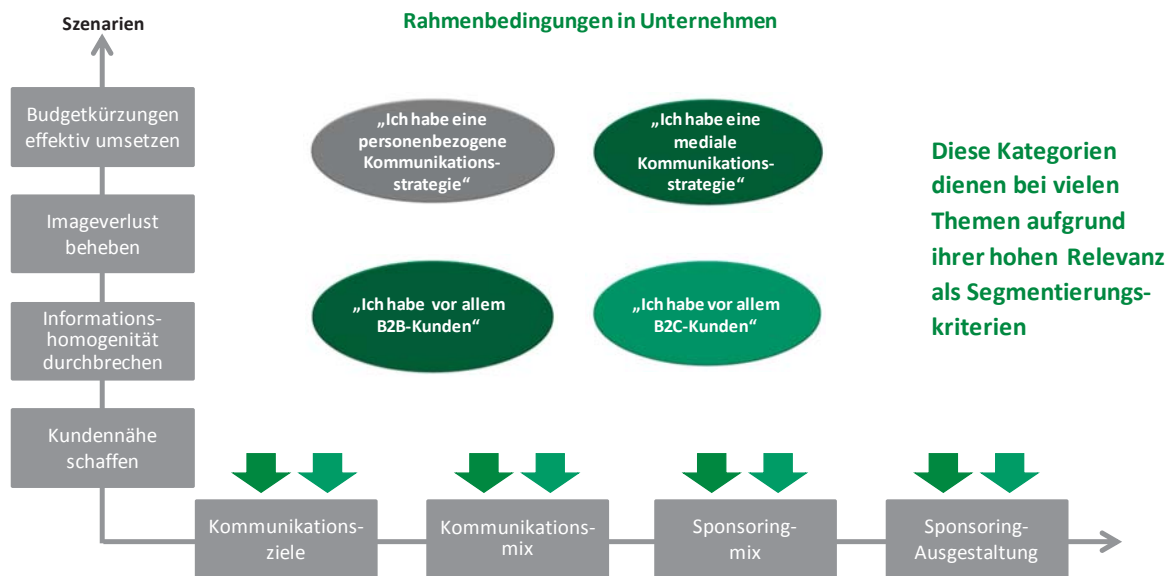 Szenarien
Rahmenbedingungen in Unternehmen
Budgetkürzungen
effektiv umsetzen
Imageverlust
beheben
Informations-
homogenität
durchbrechen
Kundennähe
schaffen
„Ich habe eine
personenbezogene
Kommunikations-
strategie“
„Ich habe eine
mediale
Kommunikations-
strategie“
„Ich habe vor allem
B2B-Kunden“
„Ich habe vor allem
B2C-Kunden“
Diese Kategorien
dienen bei vielen
Themen aufgrund
ihrer hohen Relevanz
als Segmentierungs-
kriterien
Kommunikations-
ziele
Kommunikations-
mix
Sponsoring-
mix
Sponsoring-
Ausgestaltung